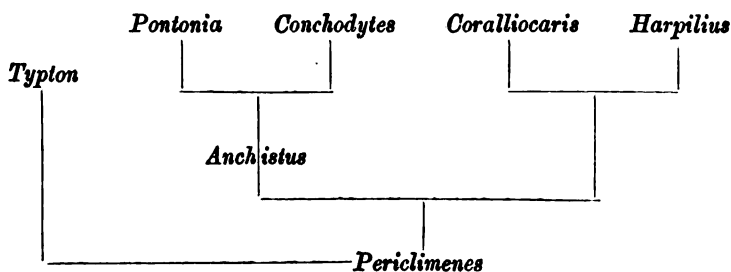 Pontonia Conchodytes Coralliocaris Harpilius
Typton
Anchistus
Periclimenes